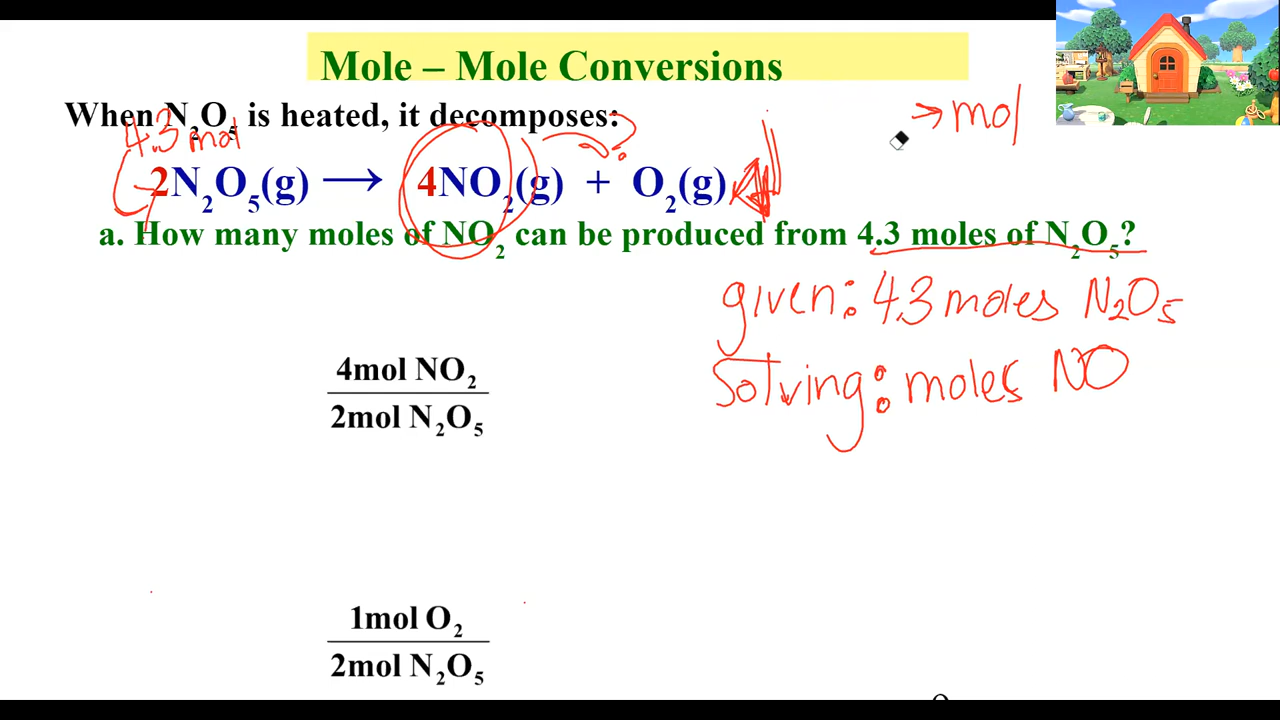 Mole – Mole Conversions
When N₂O₅ is heated, it decomposes:
→ mol
4.3 mol
?
2N₂O₅(g) ⟶ 4NO₂(g) + O₂(g)
a. How many moles of NO₂ can be produced from 4.3 moles of N₂O₅?
given: 4.3 moles N₂O₅
4mol NO₂
2mol N₂O₅
Solving: moles NO
1mol O₂
2mol N₂O₅